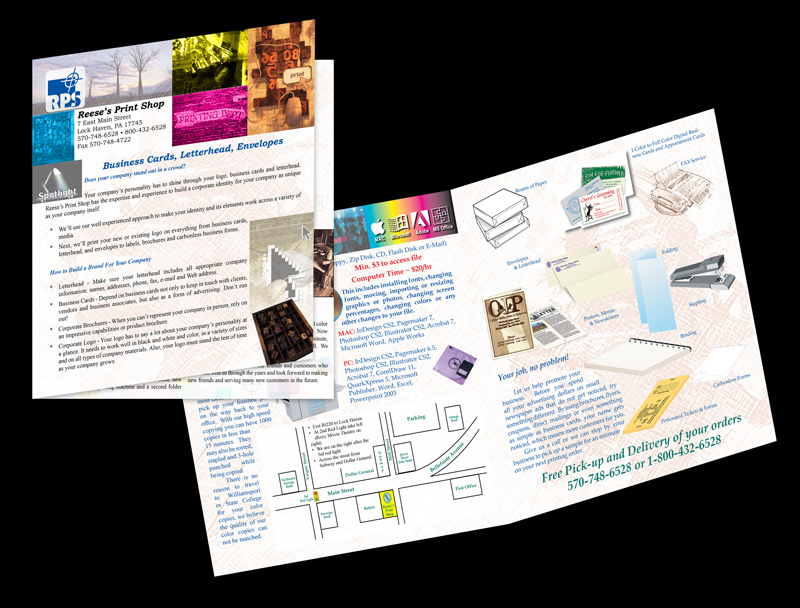 RPS
Reese's Print Shop
7 East Main Street
Lock Haven, PA 17745
570-748-6528 • 800-432-6528
Fax 570-748-4722
print
PRINTING DEPT
Spotlight
Business Cards, Letterhead, Envelopes
Does your company stand out in a crowd?
Your company's personality has to shine through your logo, business cards and letterhead.
Reese's Print Shop has the expertise and experience to build a corporate identity for your company as unique
as your company itself.
We'll use our well experienced approach to make your identity and its elements work across a variety of
media
Next, we'll print your new or existing logo on everything from business cards,
letterhead, and envelopes to labels, brochures and carbonless business forms.
How to Build a Brand For Your Company
Letterhead - Make sure your letterhead includes all appropriate company
information: names, addresses, phone, fax, e-mail and Web address
Business Cards - Depend on business cards not only to keep in touch with clients,
vendors and business associates, but also as a form of advertising. Don't run
out!
Corporate Brochures - When you can't represent your company in person, rely on
an impressive capabilities or product brochure.
Corporate Logo - Your logo has to say a lot about your company's personality at
a glance. It needs to work well in black and white and color, in a variety of sizes
and on all types of company materials. Also, your logo must stand the test of time
as your company grows.
friends and customers who
with in through the years and look forward to making
new friends and serving many new customers in the future.
machine and a second folder
pick up your finished
on the way back to
your office. With our high speed
copying you can have 1000
copies in less than
15 minutes. They
may also be sorted,
stapled and 3-hole
punched while
being copied.
There is no
reason to travel
to Williamsport
or State College
for your color
copies, we believe
the quality of our
color copies can
not be matched.
MAC Microsoft Adobe MS Office
ppy, Zip Disk, CD, Flash Disk or E-Mail)
Min. $3 to access file
Computer Time ~ $20/hr
This includes installing fonts, changing
fonts, moving, importing or resizing
graphics or photos, changing screen
percentages, changing colors or any
other changes to your file.
MAC: InDesign CS2, Pagemaker 7,
Photoshop CS2, Illustrator CS2, Acrobat 7,
Microsoft Word, Apple Works
PC: InDesign CS2, Pagemaker 6.5,
Photoshop CS2, Illustrator CS2,
Acrobat 7, CorelDraw 11,
QuarkXpress 5, Microsoft
Publisher, Word, Excel,
Powerpoint 2003
Exit Rt220 to Lock Haven
At 2nd Red Light take left
(Roxy Movie Theatre on
right)
We are on the right after the
3rd red light
Across the street from
Subway and Dollar General
Parking
Dollar General
Bellefonte Avenue
Main Street
3rd
Red Light
Post Office
Reese's
Print
Shop
Reams of Paper
1 Color to Full Color Digital Busi-
ness Cards and Appointment Cards
FAX Service
Cheryl's Grooming
Envelopes
& Letterhead
Folding
Posters, Menus
& Newsletters
Stapling
Binding
Carbonless Forms
Perforated Tickets & Forms
Your job, no problem!
Let us help promote your
business. Before you spend
all your advertising dollars on small
newspaper ads that do not get noticed, try
something different. By using brochures, flyers
coupons, direct mailings or even something
as simple as business cards, your name gets
noticed, which means more customers for you.
Give us a call or we can stop by your
business to pick up a sample for an estimate
on your next printing order.
Free Pick-up and Delivery of your orders
570-748-6528 or 1-800-432-6528